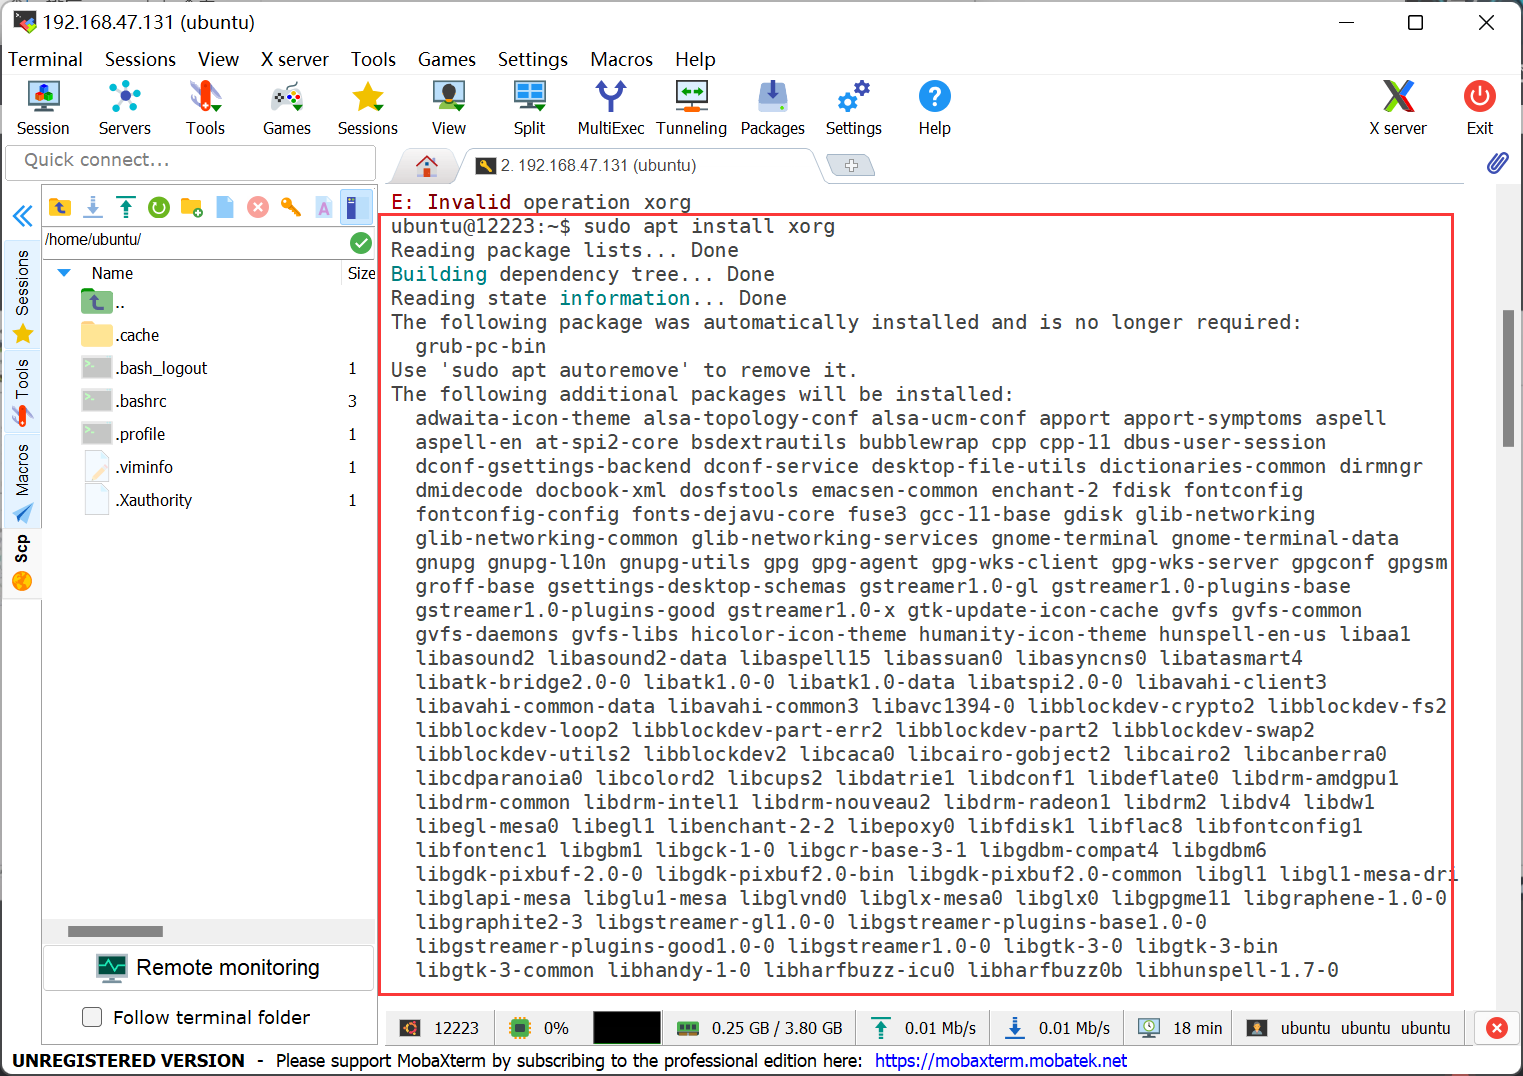 192.168.47.131 (ubuntu)
Terminal Sessions View X server Tools Games Settings Macros Help
Session Servers Tools Games Sessions View Split MultiExec Tunneling Packages Settings Help X server Exit
Quick connect...
2. 192.168.47.131 (ubuntu)
/home/ubuntu/
Name Size
..
.cache
.bash_logout 1
.bashrc 3
.profile 1
.viminfo 1
.Xauthority 1
Sessions
Tools
Macros
Scp
Remote monitoring
Follow terminal folder
E: Invalid operation xorg
ubuntu@12223:~$ sudo apt install xorg
Reading package lists... Done
Building dependency tree... Done
Reading state information... Done
The following package was automatically installed and is no longer required:
grub-pc-bin
Use 'sudo apt autoremove' to remove it.
The following additional packages will be installed:
adwaita-icon-theme alsa-topology-conf alsa-ucm-conf apport apport-symptoms aspell
aspell-en at-spi2-core bsdextrautils bubblewrap cpp cpp-11 dbus-user-session
dconf-gsettings-backend dconf-service desktop-file-utils dictionaries-common dirmngr
dmidecode docbook-xml dosfstools emacsen-common enchant-2 fdisk fontconfig
fontconfig-config fonts-dejavu-core fuse3 gcc-11-base gdisk glib-networking
glib-networking-common glib-networking-services gnome-terminal gnome-terminal-data
gnupg gnupg-l10n gnupg-utils gpg gpg-agent gpg-wks-client gpg-wks-server gpgconf gpgsm
groff-base gsettings-desktop-schemas gstreamer1.0-gl gstreamer1.0-plugins-base
gstreamer1.0-plugins-good gstreamer1.0-x gtk-update-icon-cache gvfs gvfs-common
gvfs-daemons gvfs-libs hicolor-icon-theme humanity-icon-theme hunspell-en-us libaa1
libasound2 libasound2-data libaspell15 libassuan0 libasyncns0 libatasmart4
libatk-bridge2.0-0 libatk1.0-0 libatk1.0-data libatspi2.0-0 libavahi-client3
libavahi-common-data libavahi-common3 libavc1394-0 libblockdev-crypto2 libblockdev-fs2
libblockdev-loop2 libblockdev-part-err2 libblockdev-part2 libblockdev-swap2
libblockdev-utils2 libblockdev2 libcaca0 libcairo-gobject2 libcairo2 libcanberra0
libcdparanoia0 libcolord2 libcups2 libdatrie1 libdconf1 libdeflate0 libdrm-amdgpu1
libdrm-common libdrm-intel1 libdrm-nouveau2 libdrm-radeon1 libdrm2 libdv4 libdw1
libegl-mesa0 libegl1 libenchant-2-2 libepoxy0 libfdisk1 libflac8 libfontconfig1
libfontenc1 libgbm1 libgck-1-0 libgcr-base-3-1 libgdbm-compat4 libgdbm6
libgdk-pixbuf-2.0-0 libgdk-pixbuf2.0-bin libgdk-pixbuf2.0-common libgl1 libgl1-mesa-dri
libglapi-mesa libglu1-mesa libglvnd0 libglx-mesa0 libglx0 libgpgme11 libgraphene-1.0-0
libgraphite2-3 libgstreamer-gl1.0-0 libgstreamer-plugins-base1.0-0
libgstreamer-plugins-good1.0-0 libgstreamer1.0-0 libgtk-3-0 libgtk-3-bin
libgtk-3-common libhandy-1-0 libharfbuzz-icu0 libharfbuzz0b libhunspell-1.7-0
12223 0% 0.25 GB / 3.80 GB 0.01 Mb/s 0.01 Mb/s 18 min ubuntu ubuntu ubuntu
UNREGISTERED VERSION - Please support MobaXterm by subscribing to the professional edition here: https://mobaxterm.mobatek.net